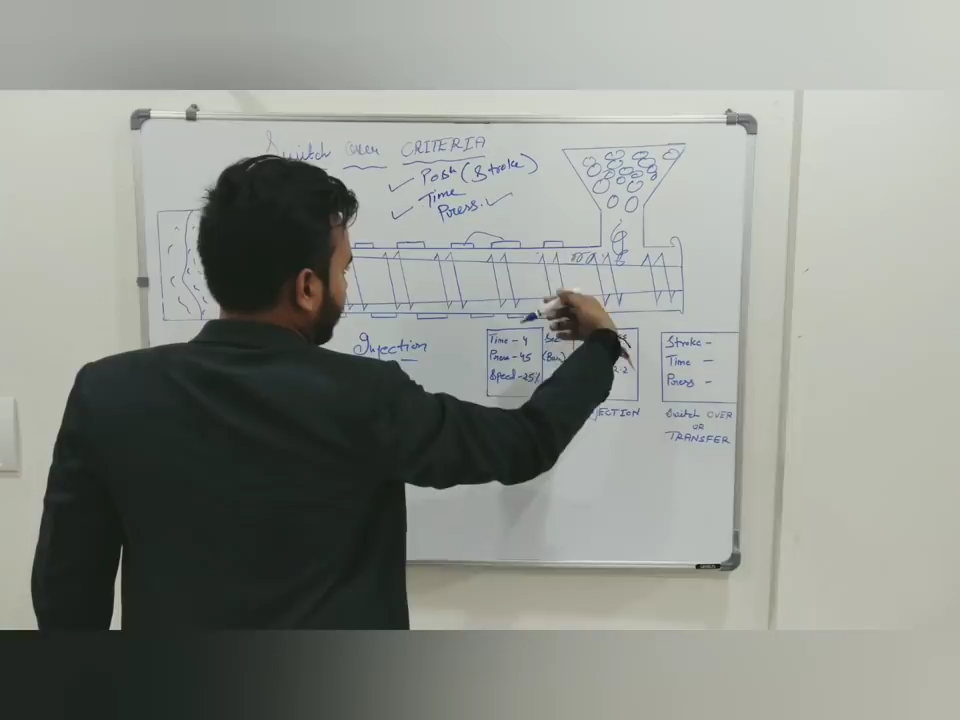 Switch Over CRITERIA
Posn (Stroke)
Time
Press.
Injection
Time - 4 Sec
Press - 45 (Bar)
Speed - 25%
Stroke -
Time -
Press -
Switch OVER
OR
TRANSFER